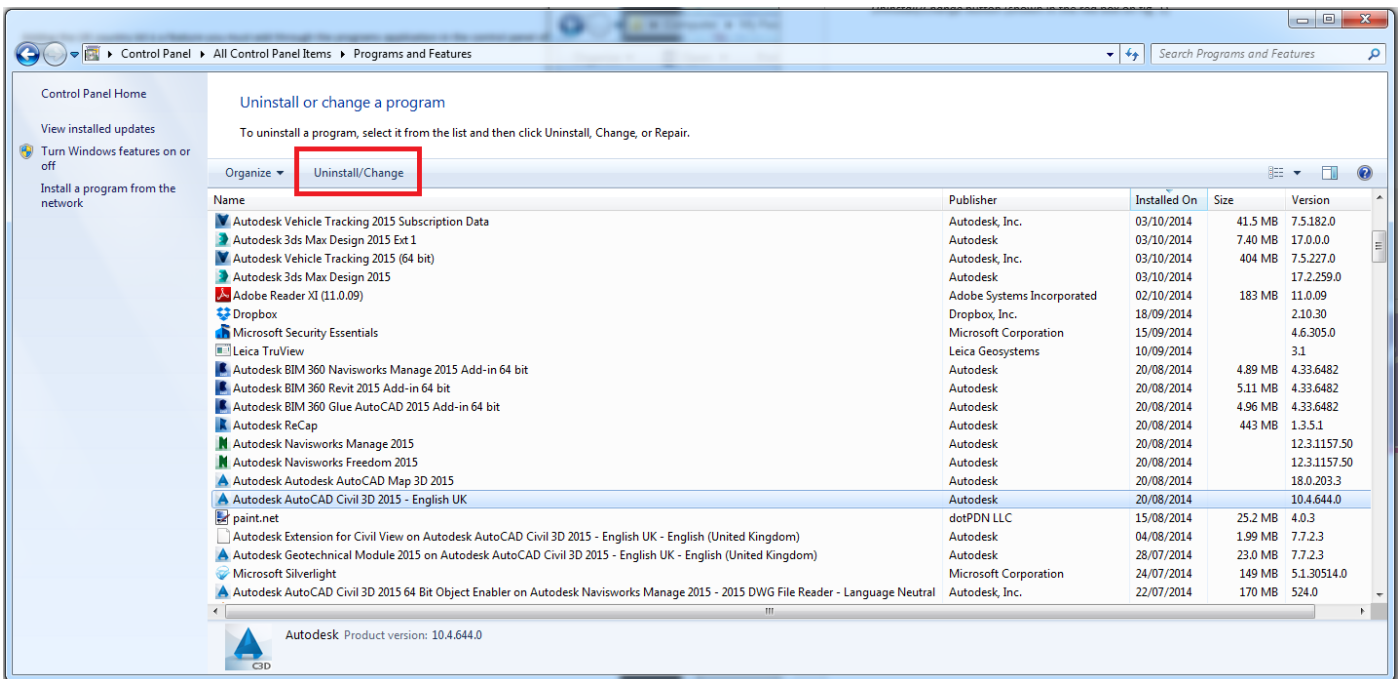 Uninstall/Change button (shown in the red box on fig. 1).
Control Panel All Control Panel Items Programs and Features
Search Programs and Features
Control Panel Home
View installed updates
Turn Windows features on or
off
Install a program from the
network
Uninstall or change a program
To uninstall a program, select it from the list and then click Uninstall, Change, or Repair.
Organize Uninstall/Change
Name Publisher Installed On Size Version
Autodesk Vehicle Tracking 2015 Subscription Data Autodesk, Inc. 03/10/2014 41.5 MB 7.5.182.0
Autodesk 3ds Max Design 2015 Ext 1 Autodesk 03/10/2014 7.40 MB 17.0.0.0
Autodesk Vehicle Tracking 2015 (64 bit) Autodesk, Inc. 03/10/2014 404 MB 7.5.227.0
Autodesk 3ds Max Design 2015 Autodesk 03/10/2014 17.2.259.0
Adobe Reader XI (11.0.09) Adobe Systems Incorporated 02/10/2014 183 MB 11.0.09
Dropbox Dropbox, Inc. 18/09/2014 2.10.30
Microsoft Security Essentials Microsoft Corporation 15/09/2014 4.6.305.0
Leica TruView Leica Geosystems 10/09/2014 3.1
Autodesk BIM 360 Navisworks Manage 2015 Add-in 64 bit Autodesk 20/08/2014 4.89 MB 4.33.6482
Autodesk BIM 360 Revit 2015 Add-in 64 bit Autodesk 20/08/2014 5.11 MB 4.33.6482
Autodesk BIM 360 Glue AutoCAD 2015 Add-in 64 bit Autodesk 20/08/2014 4.96 MB 4.33.6482
Autodesk ReCap Autodesk 20/08/2014 443 MB 1.3.5.1
Autodesk Navisworks Manage 2015 Autodesk 20/08/2014 12.3.1157.50
Autodesk Navisworks Freedom 2015 Autodesk 20/08/2014 12.3.1157.50
Autodesk Autodesk AutoCAD Map 3D 2015 Autodesk 20/08/2014 18.0.203.3
Autodesk AutoCAD Civil 3D 2015 - English UK Autodesk 20/08/2014 10.4.644.0
paint.net dotPDN LLC 15/08/2014 25.2 MB 4.0.3
Autodesk Extension for Civil View on Autodesk AutoCAD Civil 3D 2015 - English UK - English (United Kingdom) Autodesk 04/08/2014 1.99 MB 7.7.2.3
Autodesk Geotechnical Module 2015 on Autodesk AutoCAD Civil 3D 2015 - English UK - English (United Kingdom) Autodesk 28/07/2014 23.0 MB 7.7.2.3
Microsoft Silverlight Microsoft Corporation 24/07/2014 149 MB 5.1.30514.0
Autodesk AutoCAD Civil 3D 2015 64 Bit Object Enabler on Autodesk Navisworks Manage 2015 - 2015 DWG File Reader - Language Neutral Autodesk, Inc. 22/07/2014 170 MB 524.0
Autodesk Product version: 10.4.644.0
C3D